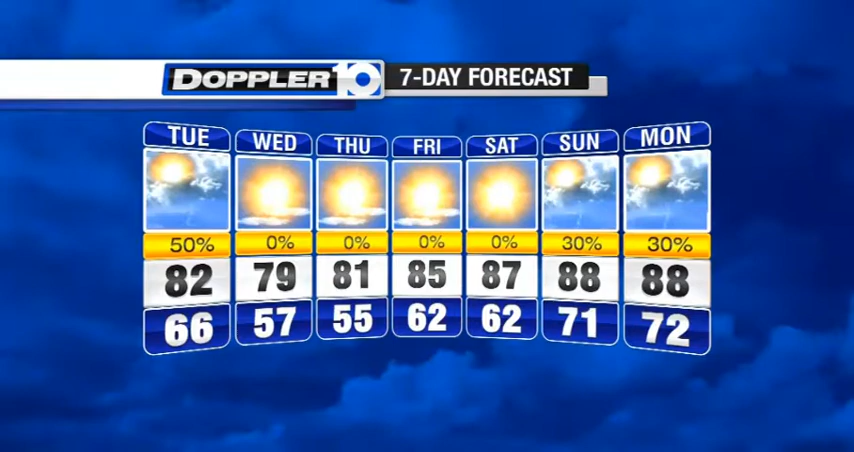 DOPPLER 10 7-DAY FORECAST
TUE WED THU FRI SAT SUN MON
50% 0% 0% 0% 0% 30% 30%
82 79 81 85 87 88 88
66 57 55 62 62 71 72